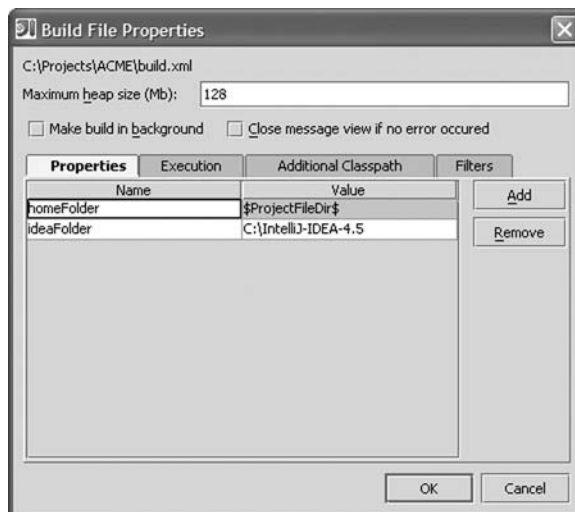 Build File Properties
C:\Projects\ACME\build.xml
Maximum heap size (Mb): 128
Make build in background Close message view if no error occured
Properties Execution Additional Classpath Filters
Name Value
homeFolder $ProjectFileDir$
ideaFolder C:\IntelliJ-IDEA-4.5
Add
Remove
OK Cancel